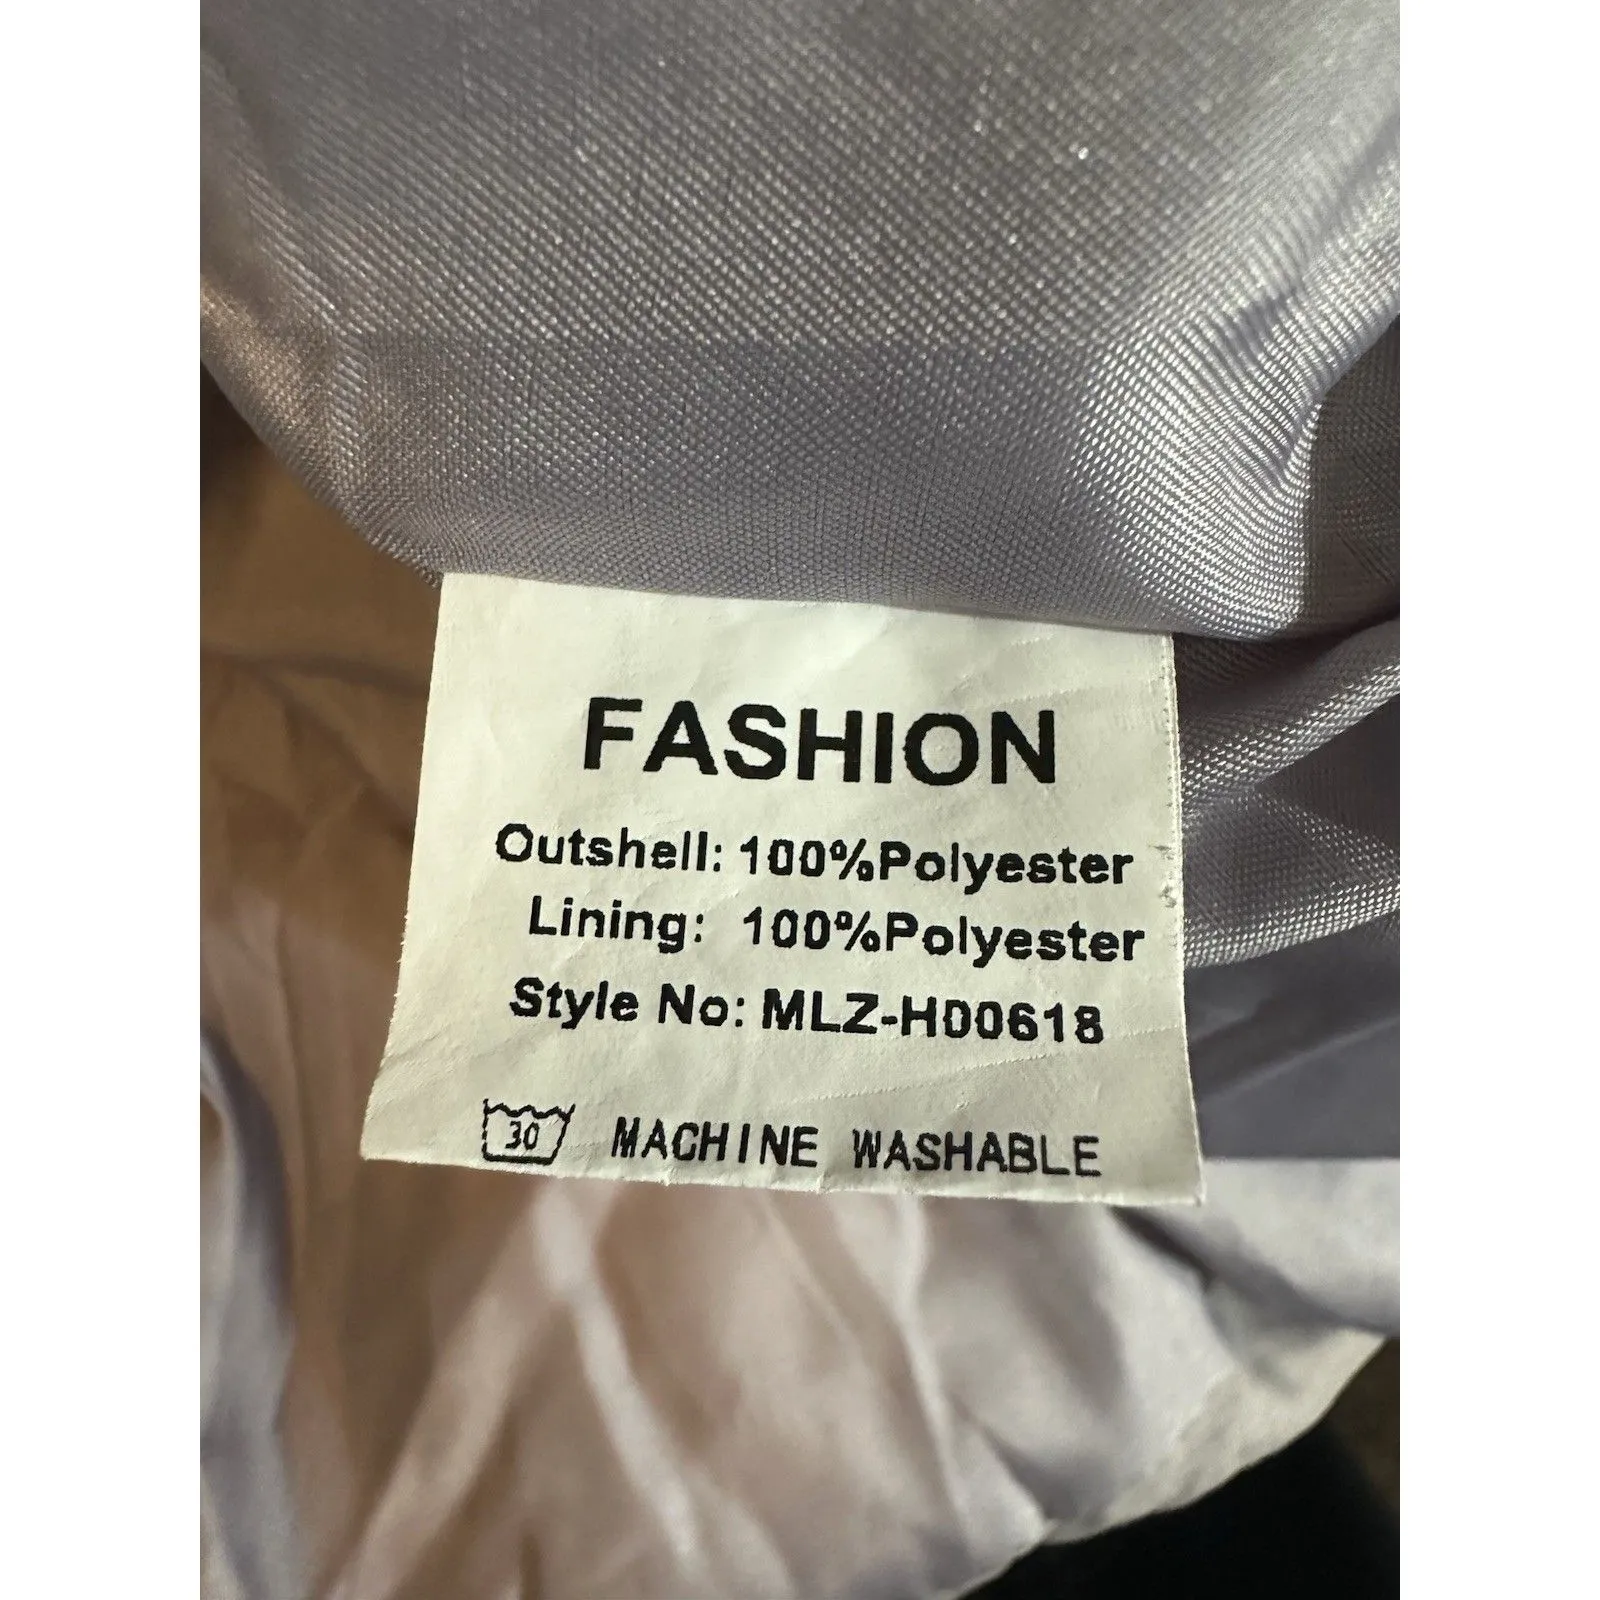 FASHION
Outshell: 100%Polyester
Lining: 100%Polyester
Style No: MLZ-H00618
30 MACHINE WASHABLE